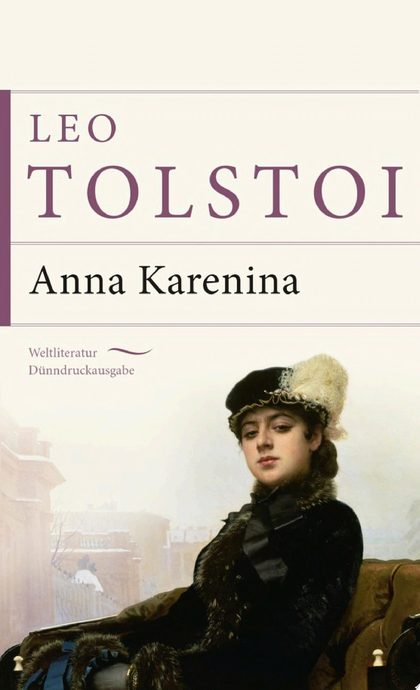 LEO
TOLSTOI
Anna Karenina
Weltliteratur
Dünndruckausgabe